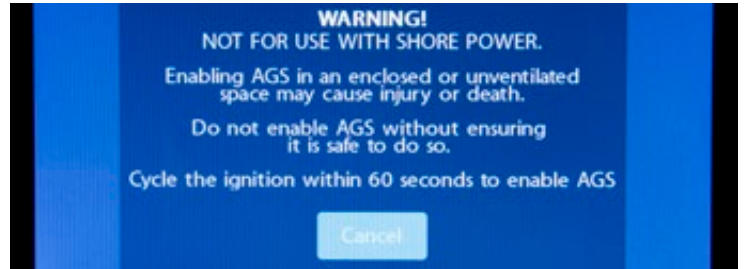 WARNING!
NOT FOR USE WITH SHORE POWER.
Enabling AGS in an enclosed or unventilated
space may cause injury or death.
Do not enable AGS without ensuring
it is safe to do so.
Cycle the ignition within 60 seconds to enable AGS
Cancel